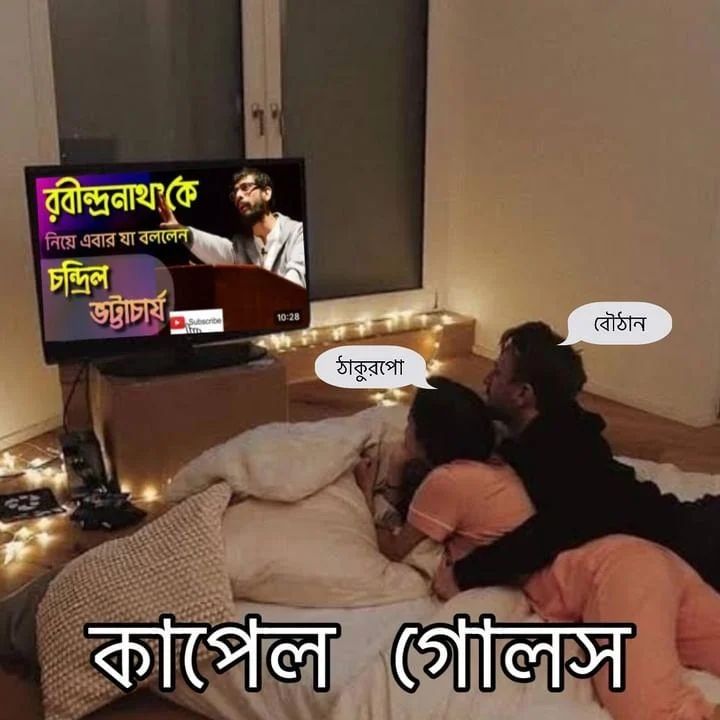 রবীন্দ্রনাথকে
নিয়ে এবার যা বললেন
চন্দ্রিল
ভট্টাচার্য
Subscribe
10:28
বৌঠান
ঠাকুরপো
কাপেল গোলস